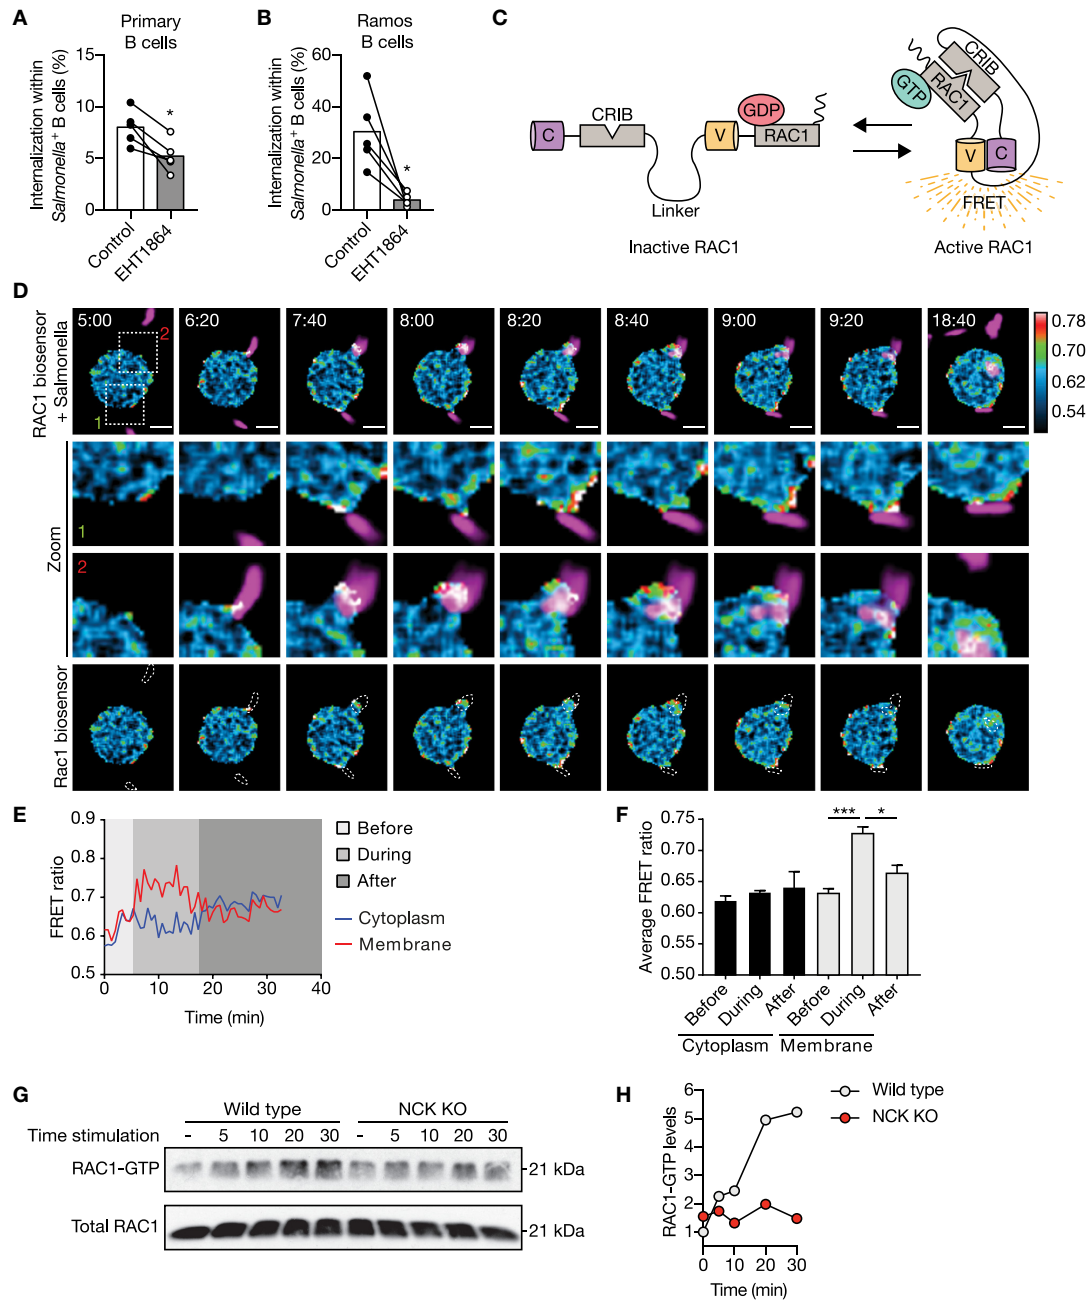 A
Primary
B cells
Internalization within
Salmonella+ B cells (%)
15
10
5
0
*
Control
EHT1864
B
Ramos
B cells
Internalization within
Salmonella+ B cells (%)
60
40
20
0
*
Control
EHT1864
C
C
CRIB
Linker
V
GDP
RAC1
Inactive RAC1
GTP
RAC1
CRIB
V
C
FRET
Active RAC1
D
RAC1 biosensor
+ Salmonella
5:00
6:20
7:40
8:00
8:20
8:40
9:00
9:20
18:40
2
1
0.78
0.70
0.62
0.54
Zoom
1
2
Rac1 biosensor
E
FRET ratio
0.9
0.8
0.7
0.6
0.5
0
10
20
30
40
Time (min)
Before
During
After
Cytoplasm
Membrane
F
Average FRET ratio
0.75
0.70
0.65
0.60
0.55
0.50
***
*
Before
During
After
Before
During
After
Cytoplasm
Membrane
G
Wild type
NCK KO
Time stimulation
- 5 10 20 30 - 5 10 20 30
RAC1-GTP
21 kDa
Total RAC1
21 kDa
H
RAC1-GTP levels
6
5
4
3
2
1
0
10
20
30
Time (min)
Wild type
NCK KO